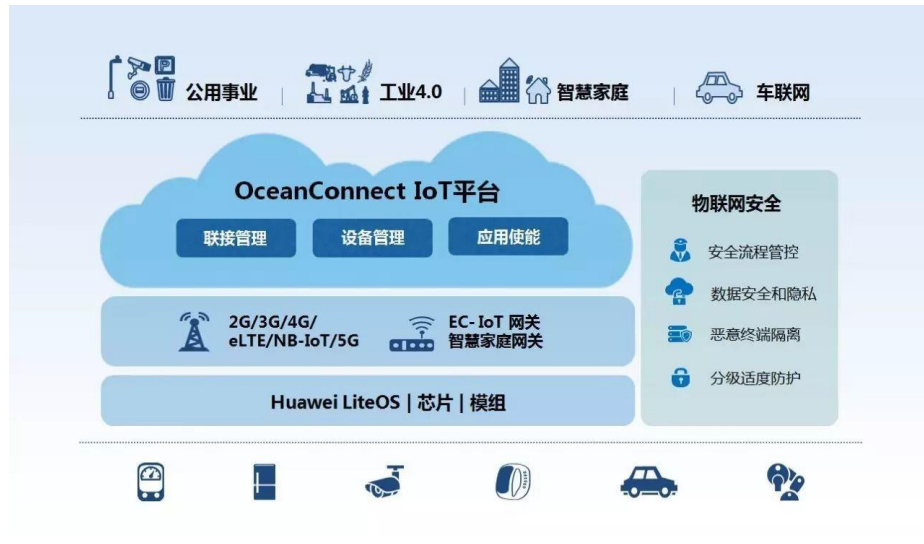 公用事业
工业4.0
智慧家庭
车联网
OceanConnect IoT平台
联接管理
设备管理
应用使能
2G/3G/4G/
eLTE/NB-IoT/5G
EC-IoT 网关
智慧家庭网关
Huawei LiteOS | 芯片 | 模组
物联网安全
安全流程管控
数据安全和隐私
恶意终端隔离
分级适度防护